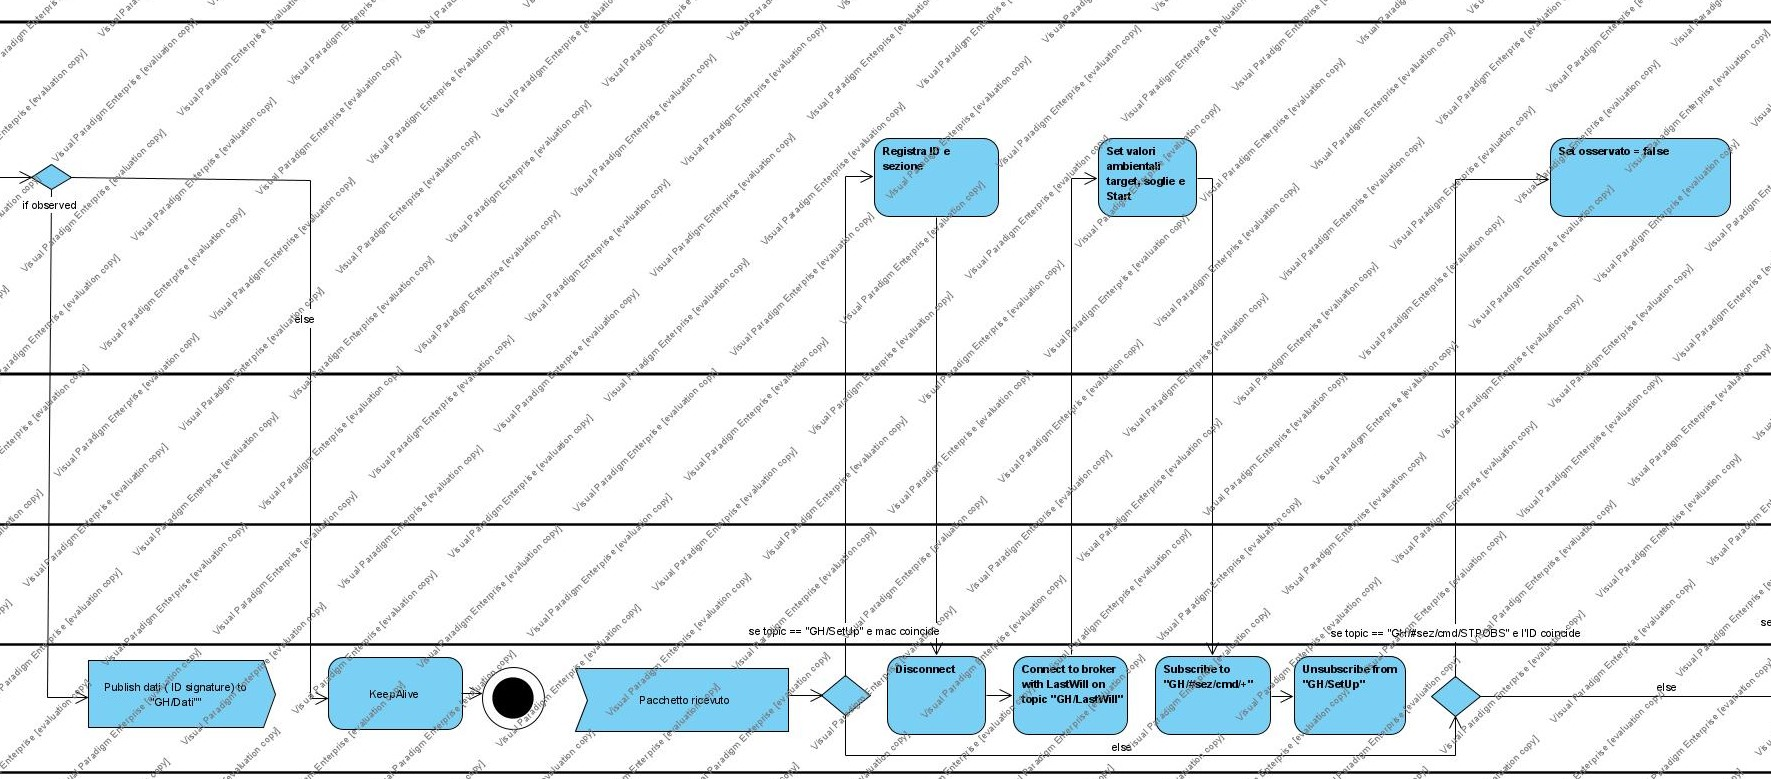 if observed
else
Registra ID e
sezione
Set valori
ambientali
target, soglie e
Start
Set osservato = false
se topic == "GH/SetUp" e mac coincide
se topic == "GH/#sez/cmd/STPOBS" e l'ID coincide
se
Publish dati ( ID signature) to
"GH/Dati""
KeepAlive
Pacchetto ricevuto
Disconnect
Connect to broker
with LastWill on
topic "GH/LastWill"
Subscribe to
"GH/#sez/cmd/+"
Unsubscribe from
"GH/SetUp"
else
else
Visual Paradigm Enterprise [evaluation copy]